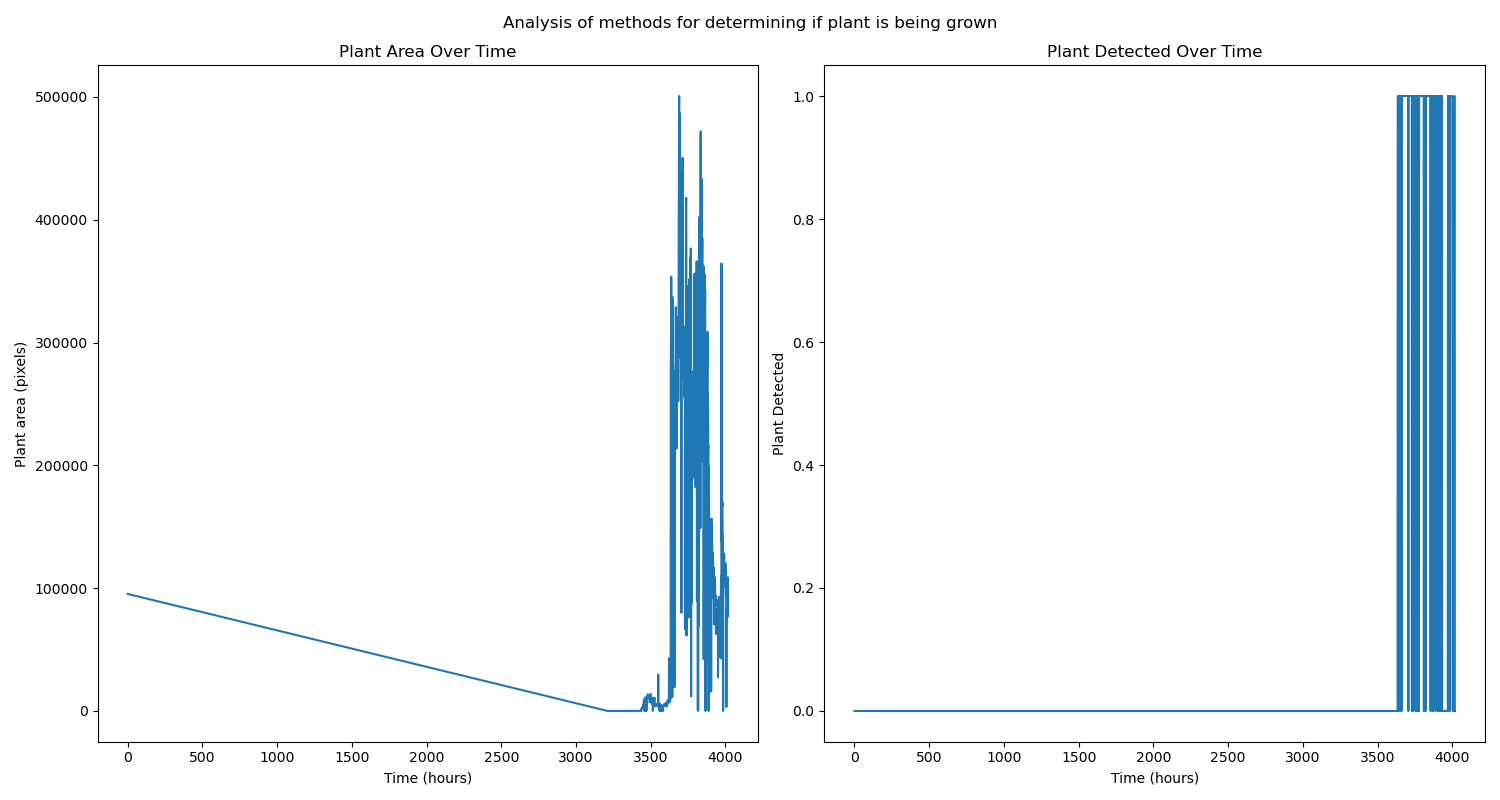 Analysis of methods for determining if plant is being grown
Plant Area Over Time
Plant area (pixels)
500000
400000
300000
200000
100000
0
0 500 1000 1500 2000 2500 3000 3500 4000
Time (hours)
Plant Detected Over Time
Plant Detected
1.0
0.8
0.6
0.4
0.2
0.0
0 500 1000 1500 2000 2500 3000 3500 4000
Time (hours)